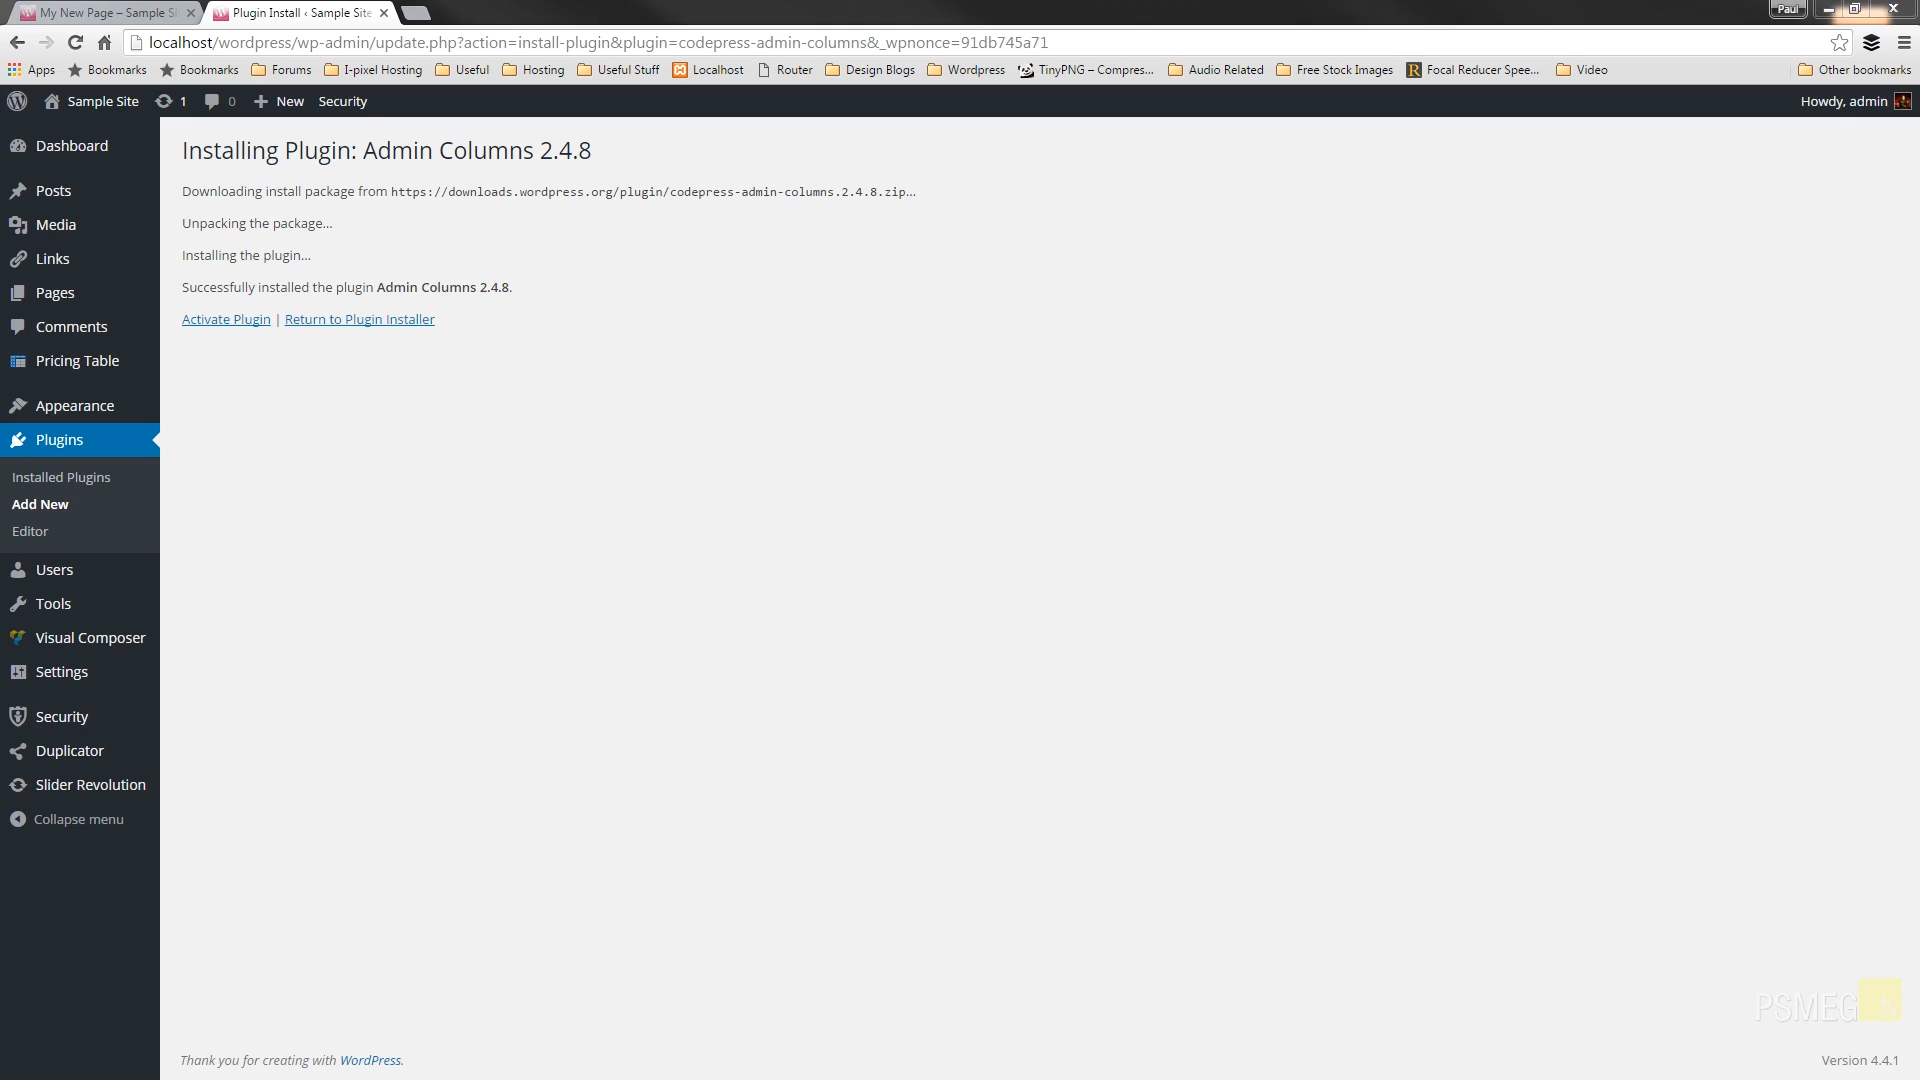 My New Page – Sample Si
Plugin Install ‹ Sample Site
Paul
localhost/wordpress/wp-admin/update.php?action=install-plugin&plugin=codepress-admin-columns&_wpnonce=91db745a71
Apps Bookmarks Bookmarks Forums I-pixel Hosting Useful Hosting Useful Stuff Localhost Router Design Blogs Wordpress TinyPNG – Compres... Audio Related Free Stock Images Focal Reducer Spee... Video Other bookmarks
Sample Site 1 0 New Security Howdy, admin
Dashboard
Posts
Media
Links
Pages
Comments
Pricing Table
Appearance
Plugins
Installed Plugins
Add New
Editor
Users
Tools
Visual Composer
Settings
Security
Duplicator
Slider Revolution
Collapse menu
Installing Plugin: Admin Columns 2.4.8
Downloading install package from https://downloads.wordpress.org/plugin/codepress-admin-columns.2.4.8.zip…
Unpacking the package…
Installing the plugin…
Successfully installed the plugin Admin Columns 2.4.8.
Activate Plugin | Return to Plugin Installer
PSMEG tv
Thank you for creating with WordPress.
Version 4.4.1